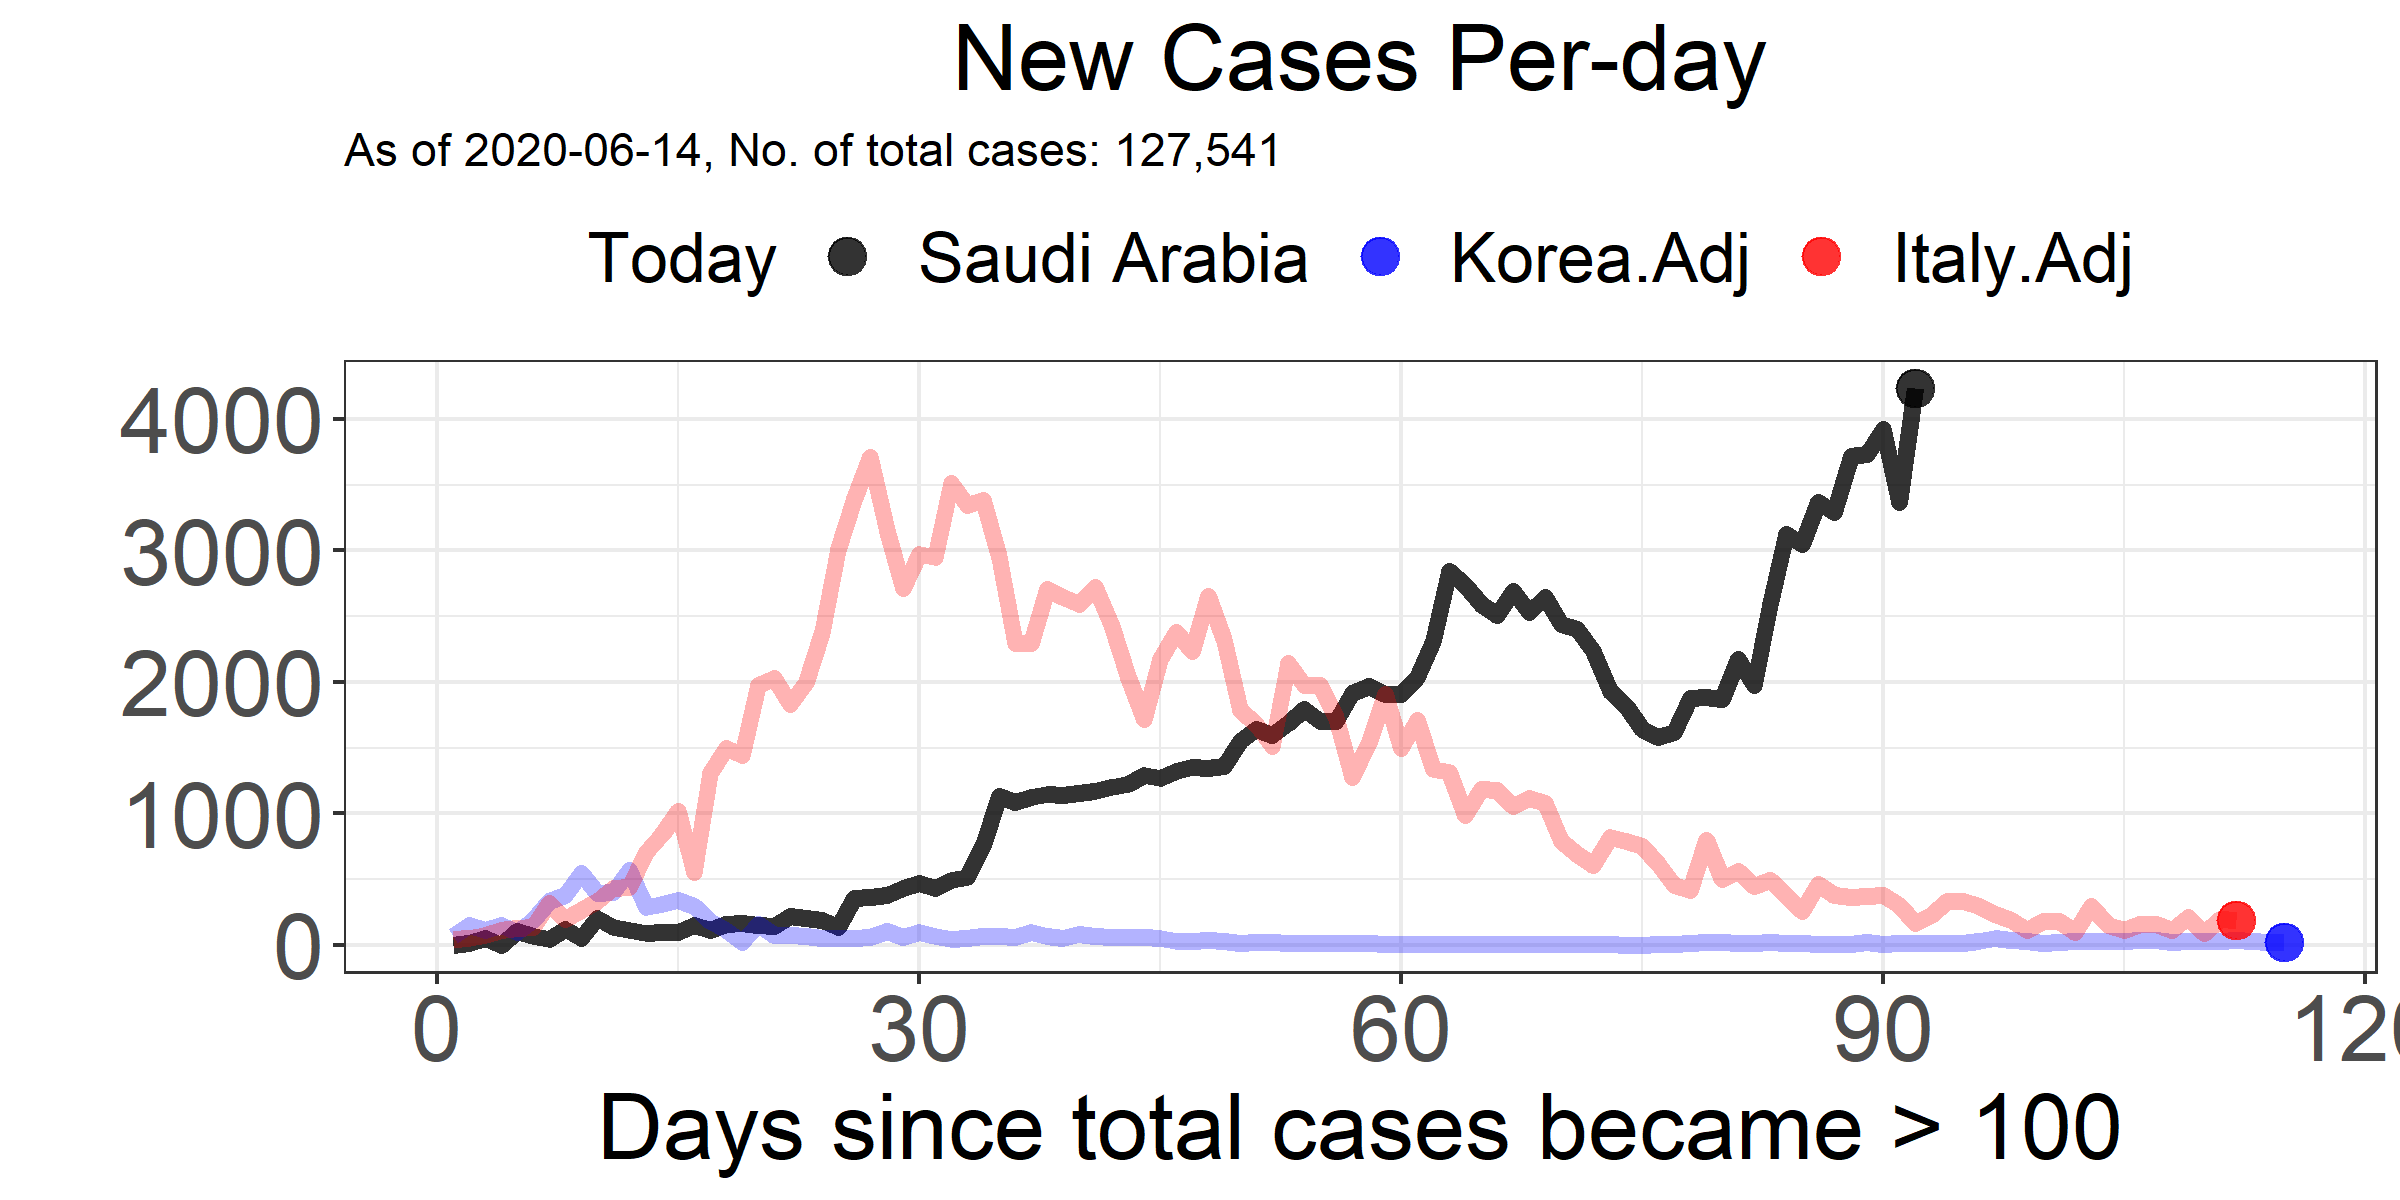 New Cases Per-day
As of 2020-06-14, No. of total cases: 127,541
Today Saudi Arabia Korea.Adj Italy.Adj
4000
3000
2000
1000
0
0 30 60 90 120
Days since total cases became > 100